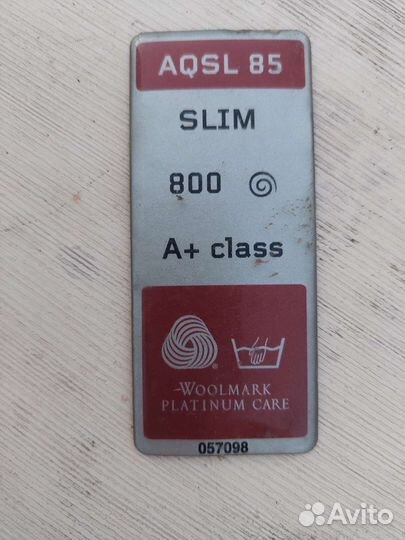 AQSL 85
SLIM
800
A+ class
WOOLMARK
PLATINUM CARE
057098
Avito